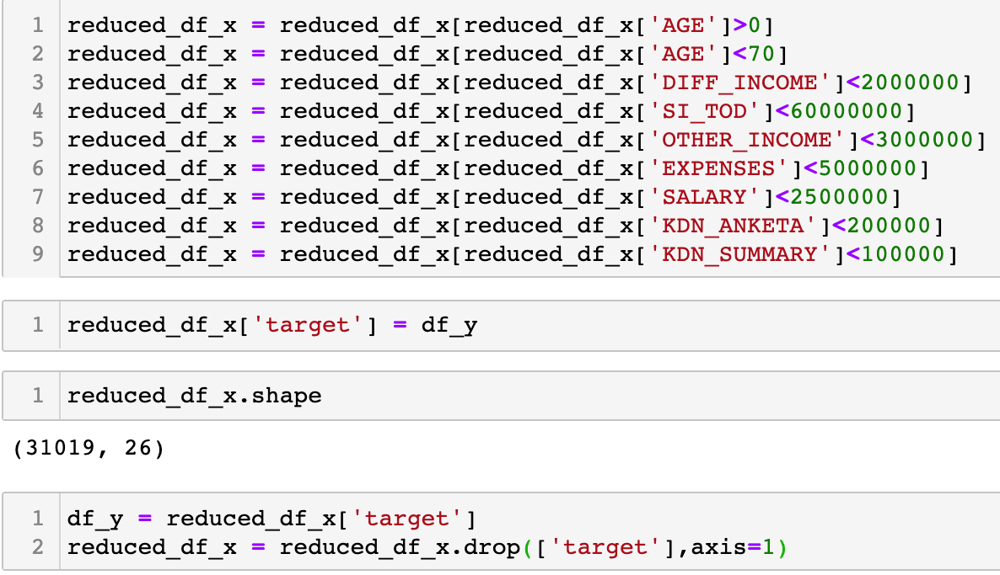 1 reduced_df_x = reduced_df_x[reduced_df_x['AGE']>0]
2 reduced_df_x = reduced_df_x[reduced_df_x['AGE']<70]
3 reduced_df_x = reduced_df_x[reduced_df_x['DIFF_INCOME']<2000000]
4 reduced_df_x = reduced_df_x[reduced_df_x['SI_TOD']<60000000]
5 reduced_df_x = reduced_df_x[reduced_df_x['OTHER_INCOME']<3000000]
6 reduced_df_x = reduced_df_x[reduced_df_x['EXPENSES']<5000000]
7 reduced_df_x = reduced_df_x[reduced_df_x['SALARY']<2500000]
8 reduced_df_x = reduced_df_x[reduced_df_x['KDN_ANKETA']<200000]
9 reduced_df_x = reduced_df_x[reduced_df_x['KDN_SUMMARY']<100000]
1 reduced_df_x['target'] = df_y
1 reduced_df_x.shape
(31019, 26)
1 df_y = reduced_df_x['target']
2 reduced_df_x = reduced_df_x.drop(['target'],axis=1)